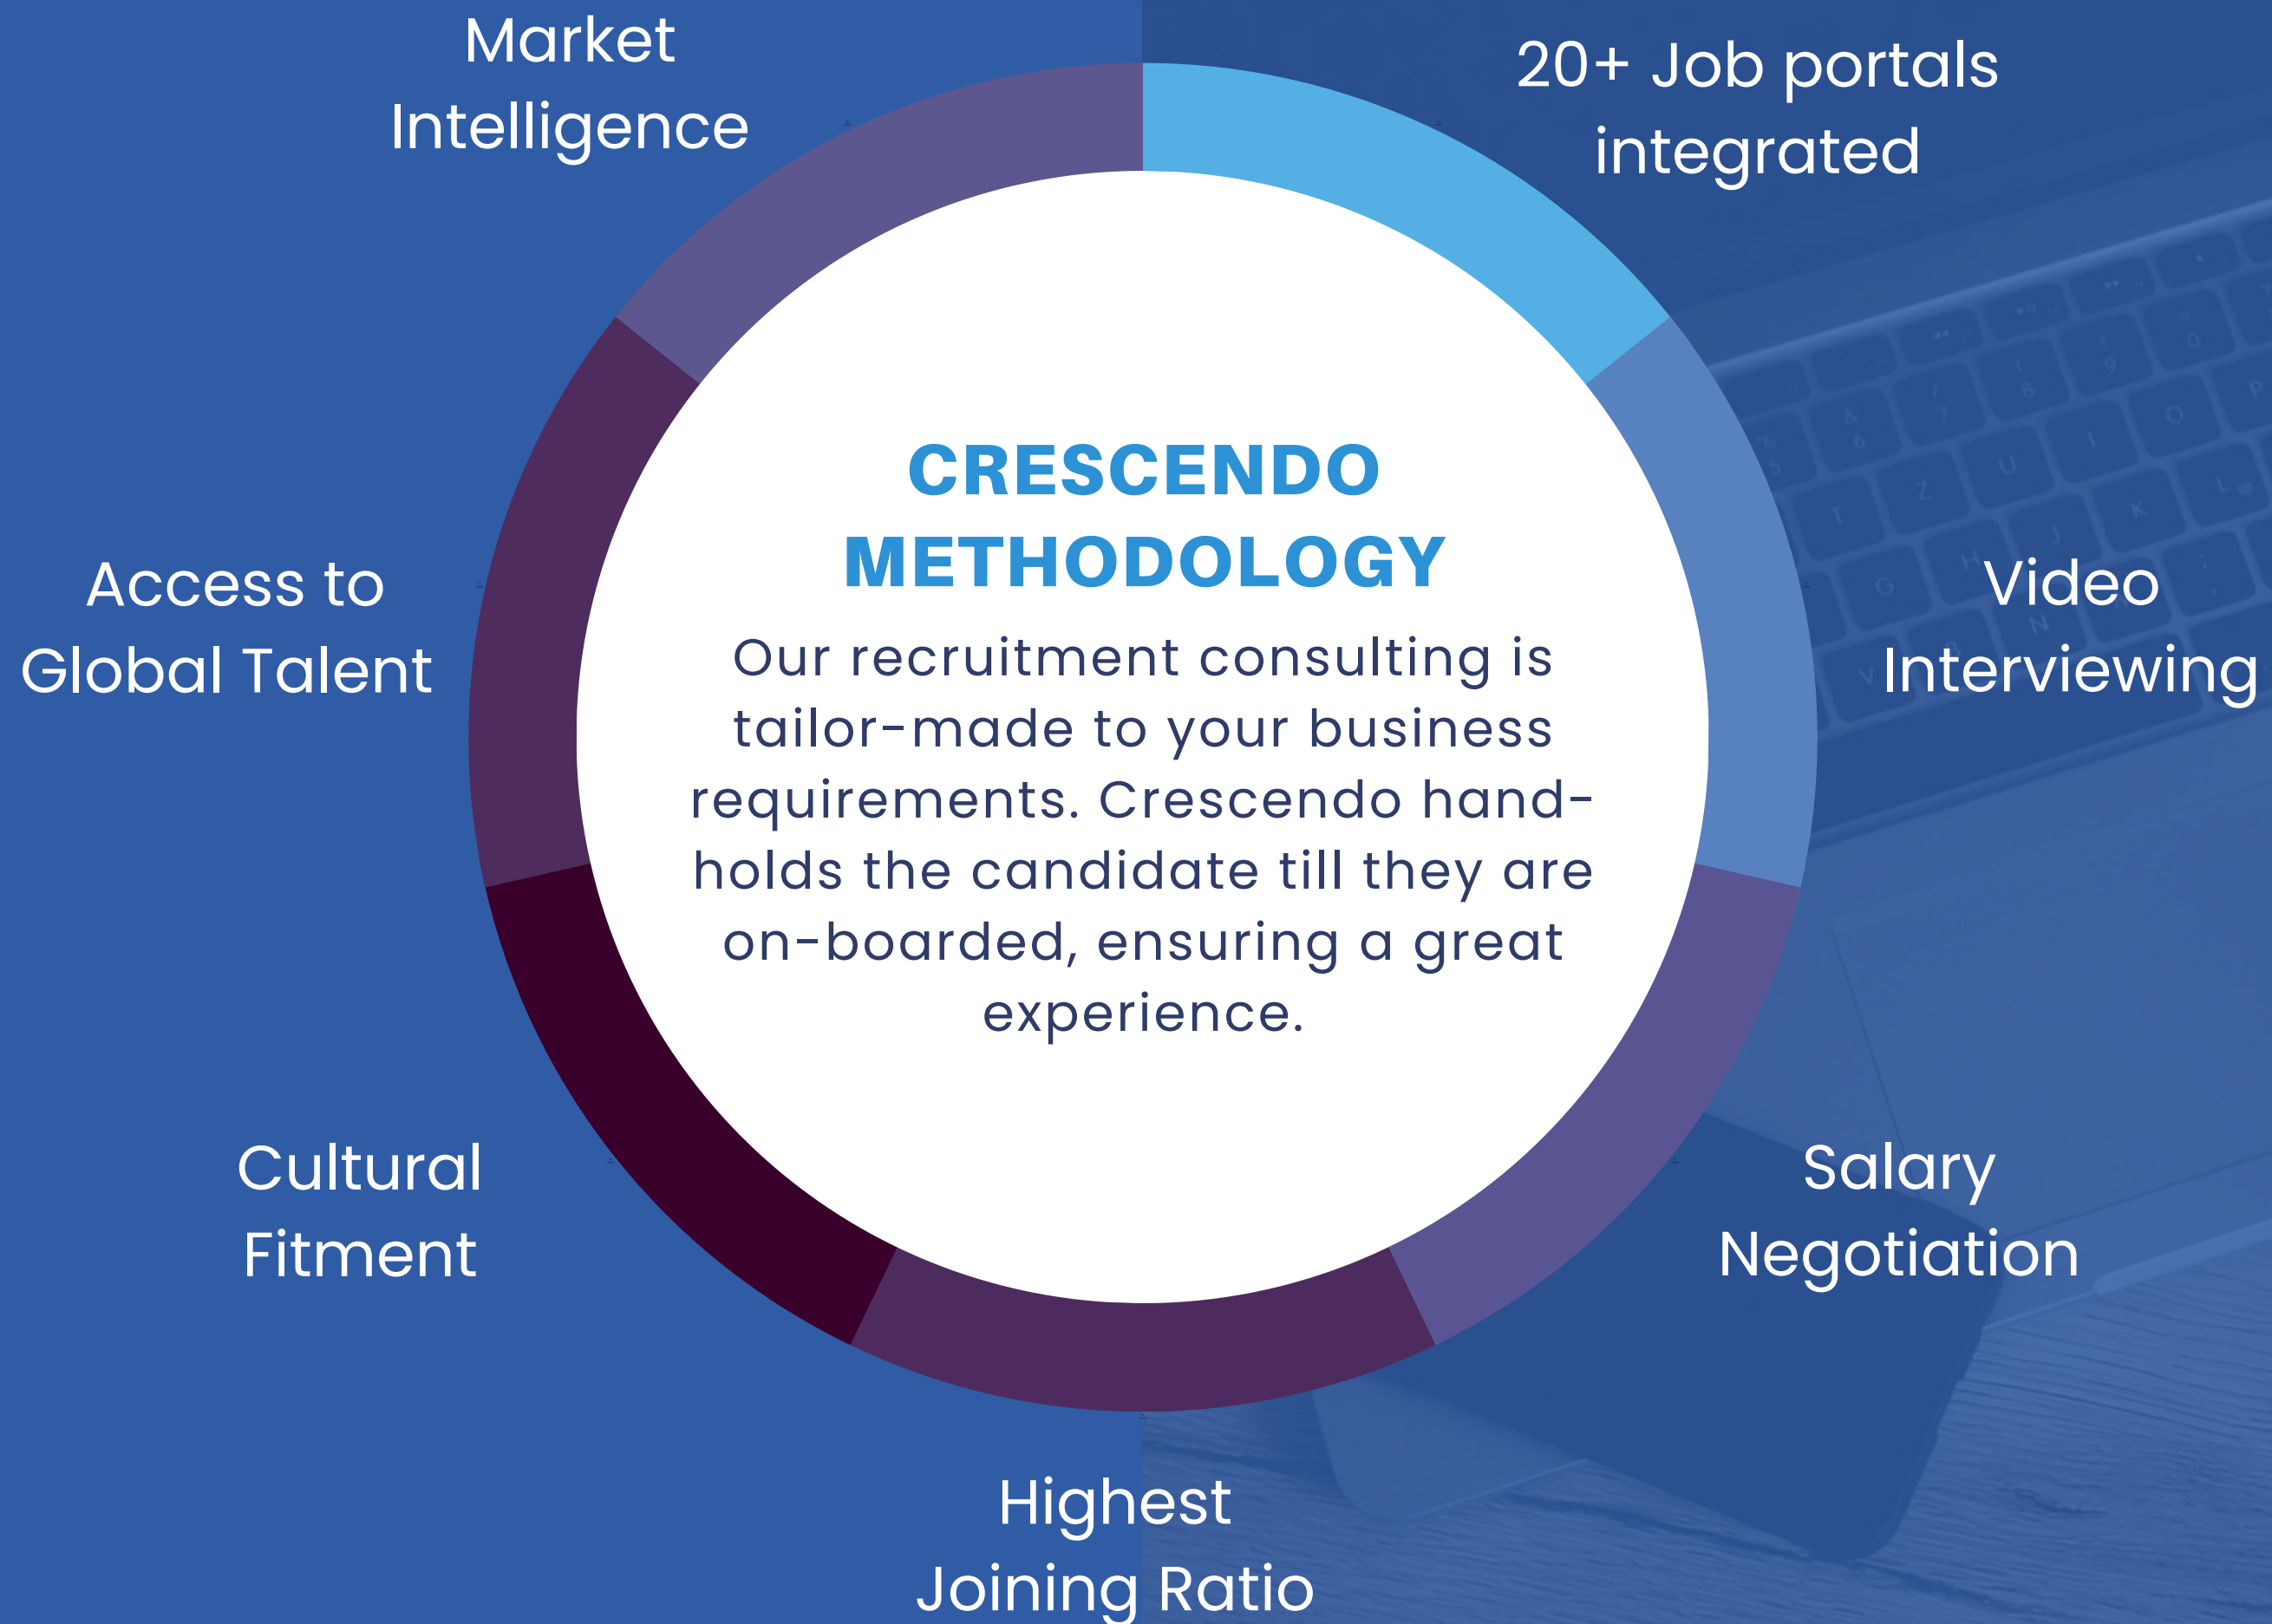 Market
Intelligence
20+ Job portals
integrated
CRESCENDO
METHODOLOGY
Our recruitment consulting is
tailor-made to your business
requirements. Crescendo hand-
holds the candidate till they are
on-boarded, ensuring a great
experience.
Access to
Global Talent
Video
Interviewing
Cultural
Fitment
Salary
Negotiation
Highest
Joining Ratio